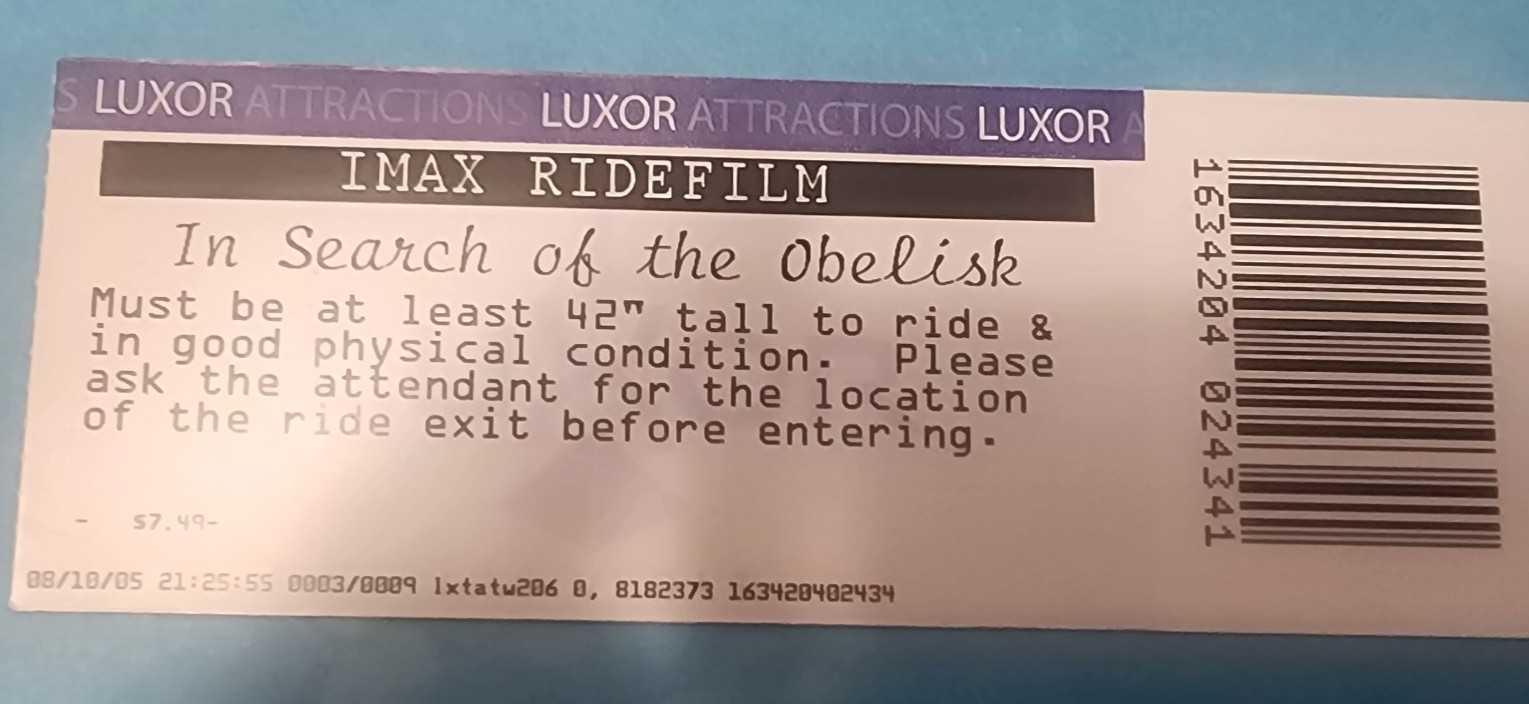 S LUXOR ATTRACTIONS LUXOR ATTRACTIONS LUXOR A
IMAX RIDEFILM
In Search of the Obelisk
Must be at least 42" tall to ride &
in good physical condition. Please
ask the attendant for the location
of the ride exit before entering.
- $7.49-
08/10/05 21:25:55 0003/0009 lxtatw206 0, 8182373 163420402434
1634204 024341